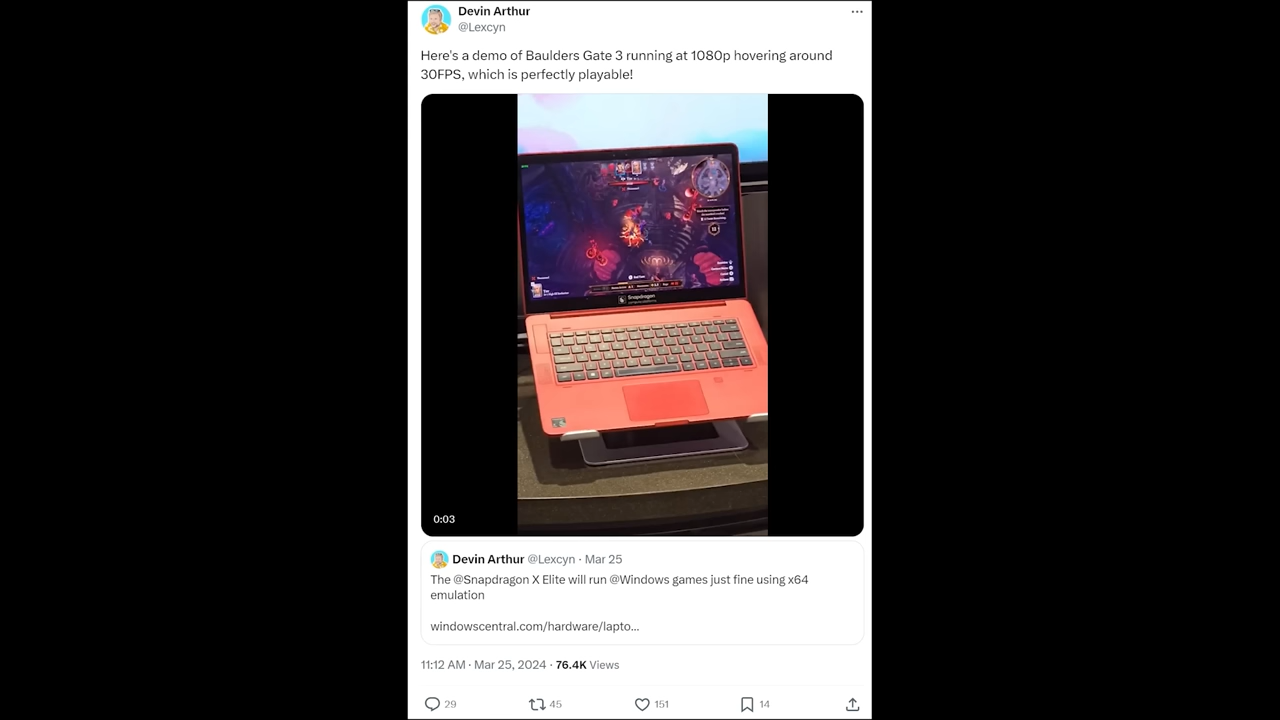 Devin Arthur
@Lexcyn
Here's a demo of Baulders Gate 3 running at 1080p hovering around
30FPS, which is perfectly playable!
Snapdragon
0:03
Devin Arthur @Lexcyn · Mar 25
The @Snapdragon X Elite will run @Windows games just fine using x64
emulation
windowscentral.com/hardware/lapto...
11:12 AM · Mar 25, 2024 · 76.4K Views
29 45 151 14